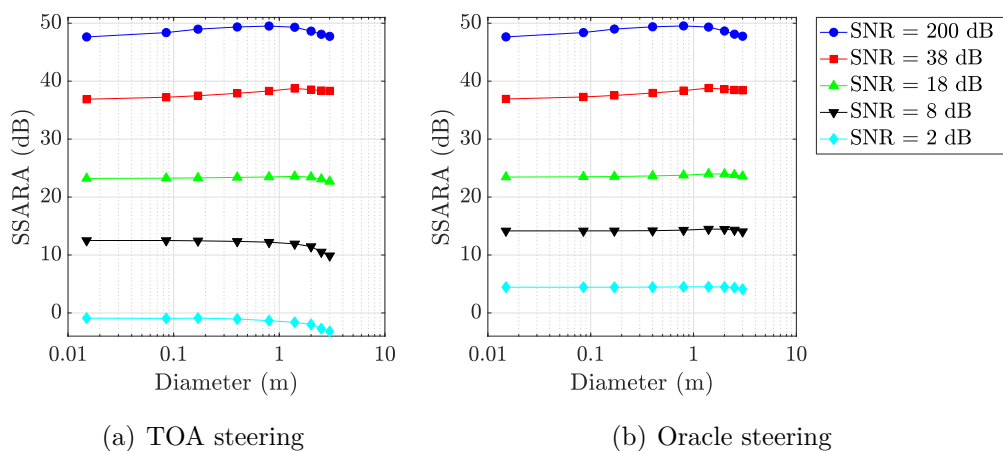 50
40
30
20
10
0
SSARA (dB)
0.01 0.1 1 10
Diameter (m)
(a) TOA steering
50
40
30
20
10
0
SSARA (dB)
0.01 0.1 1 10
Diameter (m)
(b) Oracle steering
SNR = 200 dB
SNR = 38 dB
SNR = 18 dB
SNR = 8 dB
SNR = 2 dB